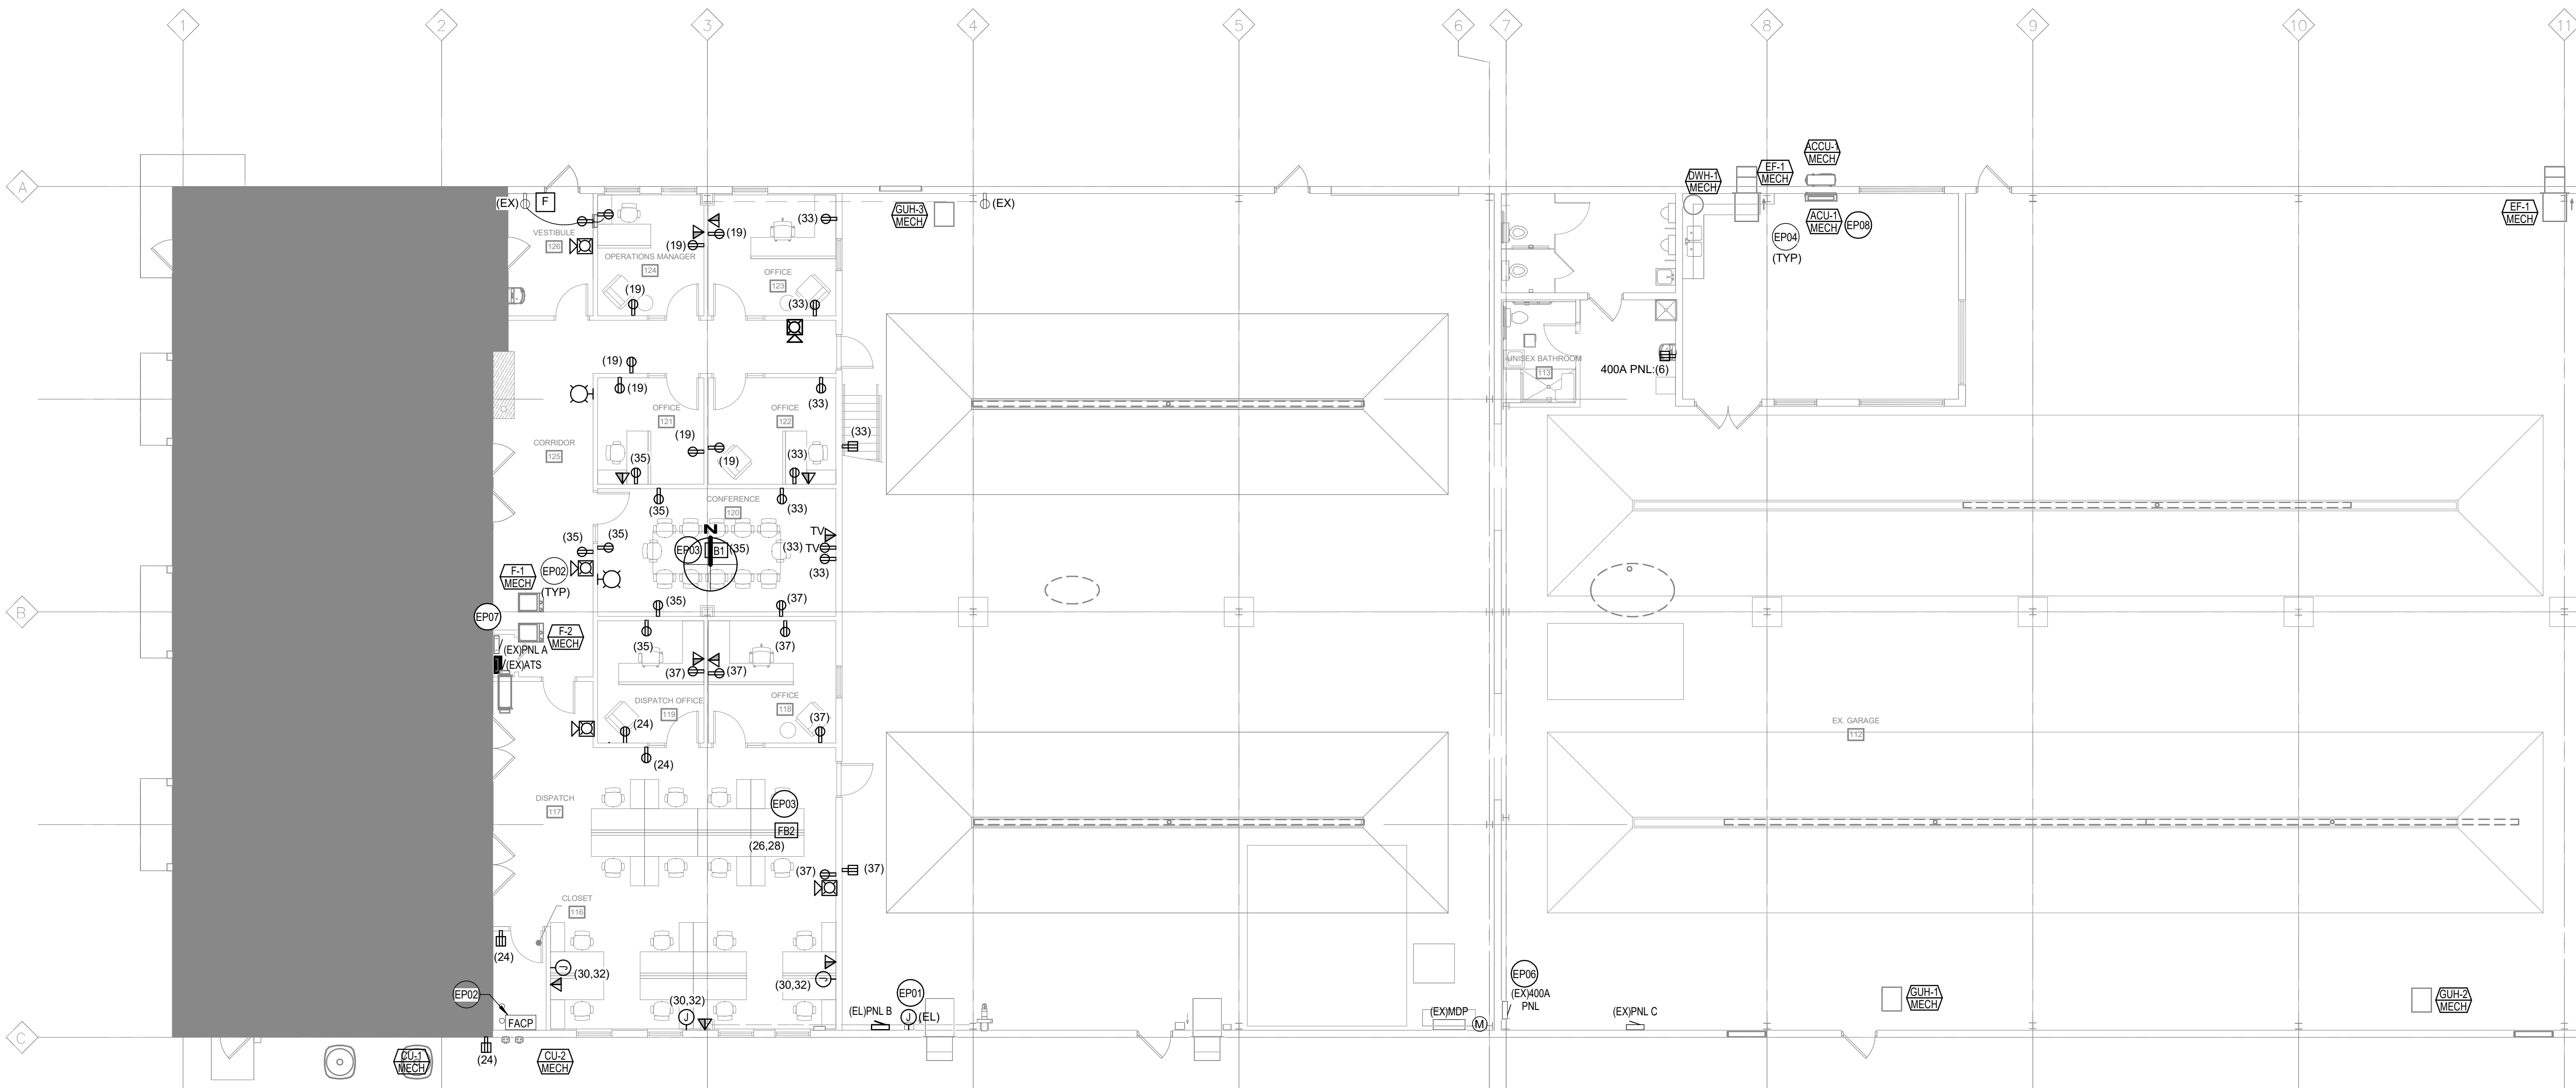 1
2
3
4
5
6
7
8
9
10
11
A
ACCU-1
MECH
EF-1
MECH
DWH-1
MECH
(EX)
F
GUH-3
MECH
(EX)
ACU-1
MECH
EP08
EF-1
MECH
(33)
(19)
(19)
EP04
(TYP)
VESTIBULE
126
OPERATIONS MANAGER
124
OFFICE
123
(19)
(33)
(19)
(19)
(33)
UNISEX BATHROOM
113
400A PNL:(6)
OFFICE
121
OFFICE
122
(19)
(33)
CORRIDOR
125
(35)
(19)
(33)
CONFERENCE
120
(35)
(33)
TV
(35)
(35)
EP03
N
FB1
(35)
(33)
TV
(33)
F-1
MECH
EP02
(TYP)
(35)
(37)
B
EP07
F-2
MECH
(35)
(37)
(EX)PNL A
(EX)ATS
(37)
(37)
DISPATCH OFFICE
119
OFFICE
118
(24)
(37)
EX. GARAGE
112
(24)
DISPATCH
117
EP03
FB2
(26,28)
(37)
(37)
CLOSET
116
(24)
J
(30,32)
J
(30,32)
EP02
FACP
(30,32)
J
EP01
(EL)PNL B
J
(EL)
(EX)MDP
M
EP06
(EX)400A
PNL
(EX)PNL C
GUH-1
MECH
GUH-2
MECH
C
(24)
CU-1
MECH
CU-2
MECH